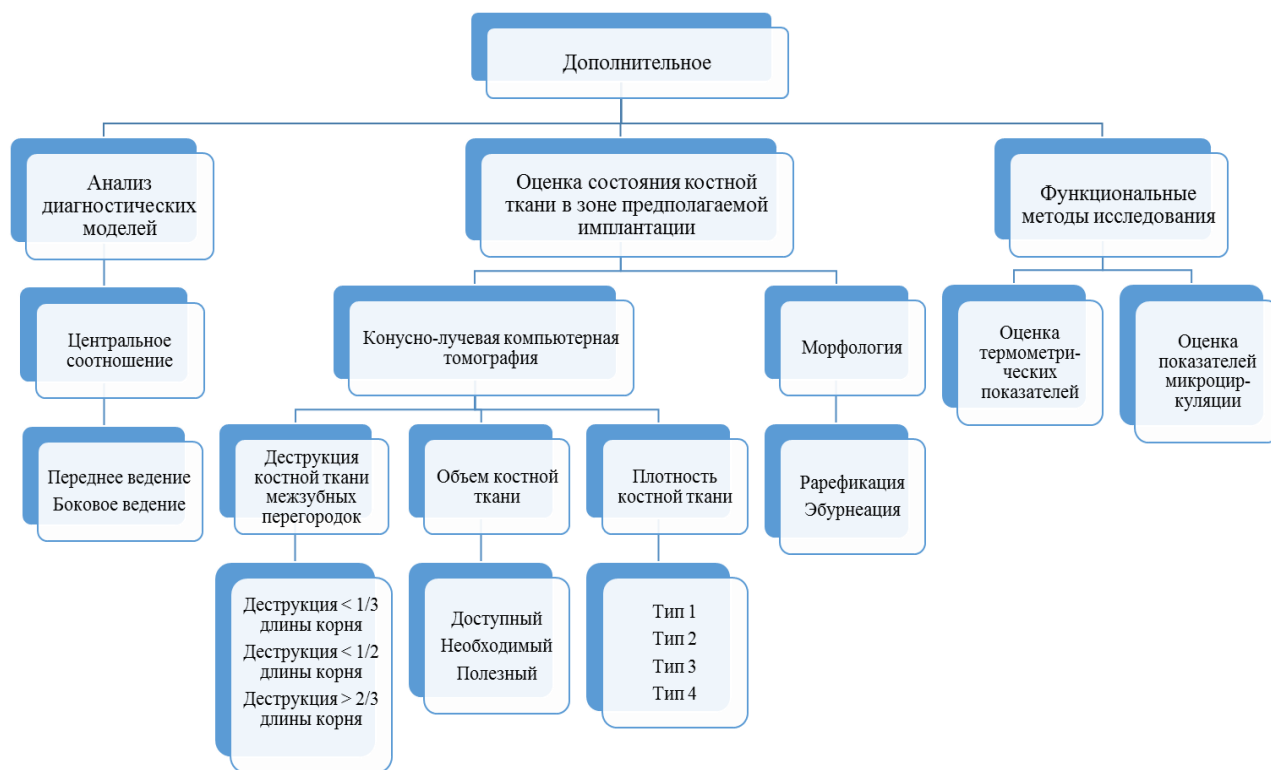 Дополнительное
Анализ
диагностических
моделей
Оценка состояния костной
ткани в зоне предполагаемой
имплантации
Функциональные
методы исследования
Центральное
соотношение
Конусно-лучевая компьютерная
томография
Морфология
Оценка
термометри-
ческих
показателей
Оценка
показателей
микроцир-
куляции
Переднее ведение
Боковое ведение
Деструкция
костной ткани
межзубных
перегородок
Объем костной
ткани
Плотность
костной ткани
Рарефикация
Эбурнеация
Деструкция < 1/3
длины корня
Деструкция < 1/2
длины корня
Деструкция > 2/3
длины корня
Доступный
Необходимый
Полезный
Тип 1
Тип 2
Тип 3
Тип 4